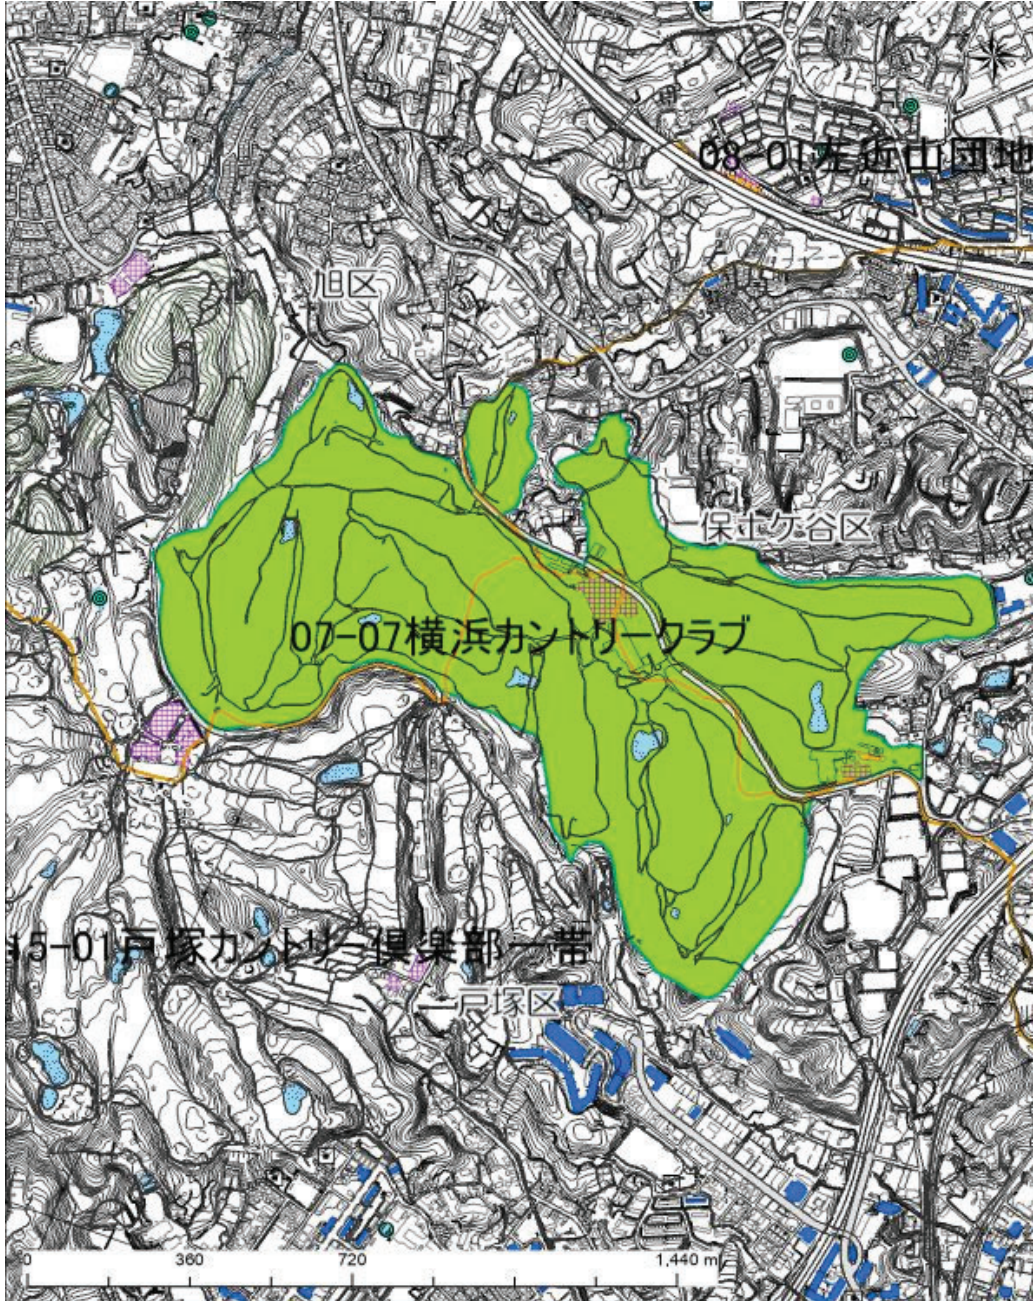 08-01左近山団地
旭区
保土ケ谷区
07-07横浜カントリークラブ
15-01戸塚カントリー倶楽部一帯
戸塚区
0 360 720 1,440 m